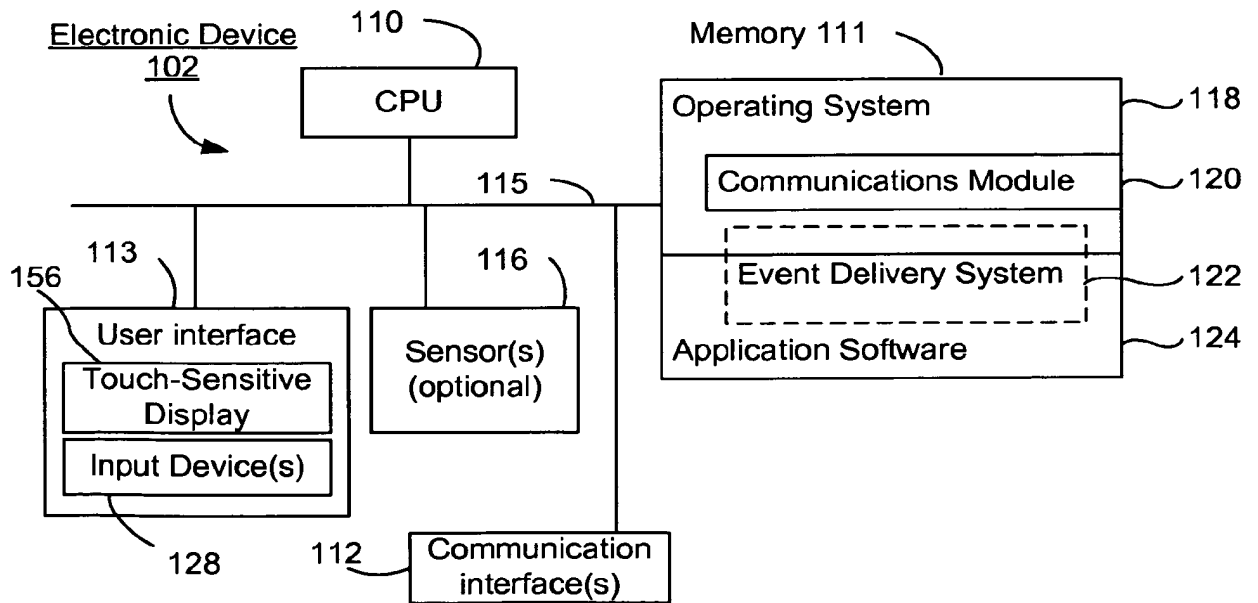 Electronic Device
102
110
CPU
Memory 111
Operating System
118
Communications Module
120
Event Delivery System
122
Application Software
124
115
113
156
User interface
Touch-Sensitive
Display
Input Device(s)
128
116
Sensor(s)
(optional)
112
Communication
interface(s)